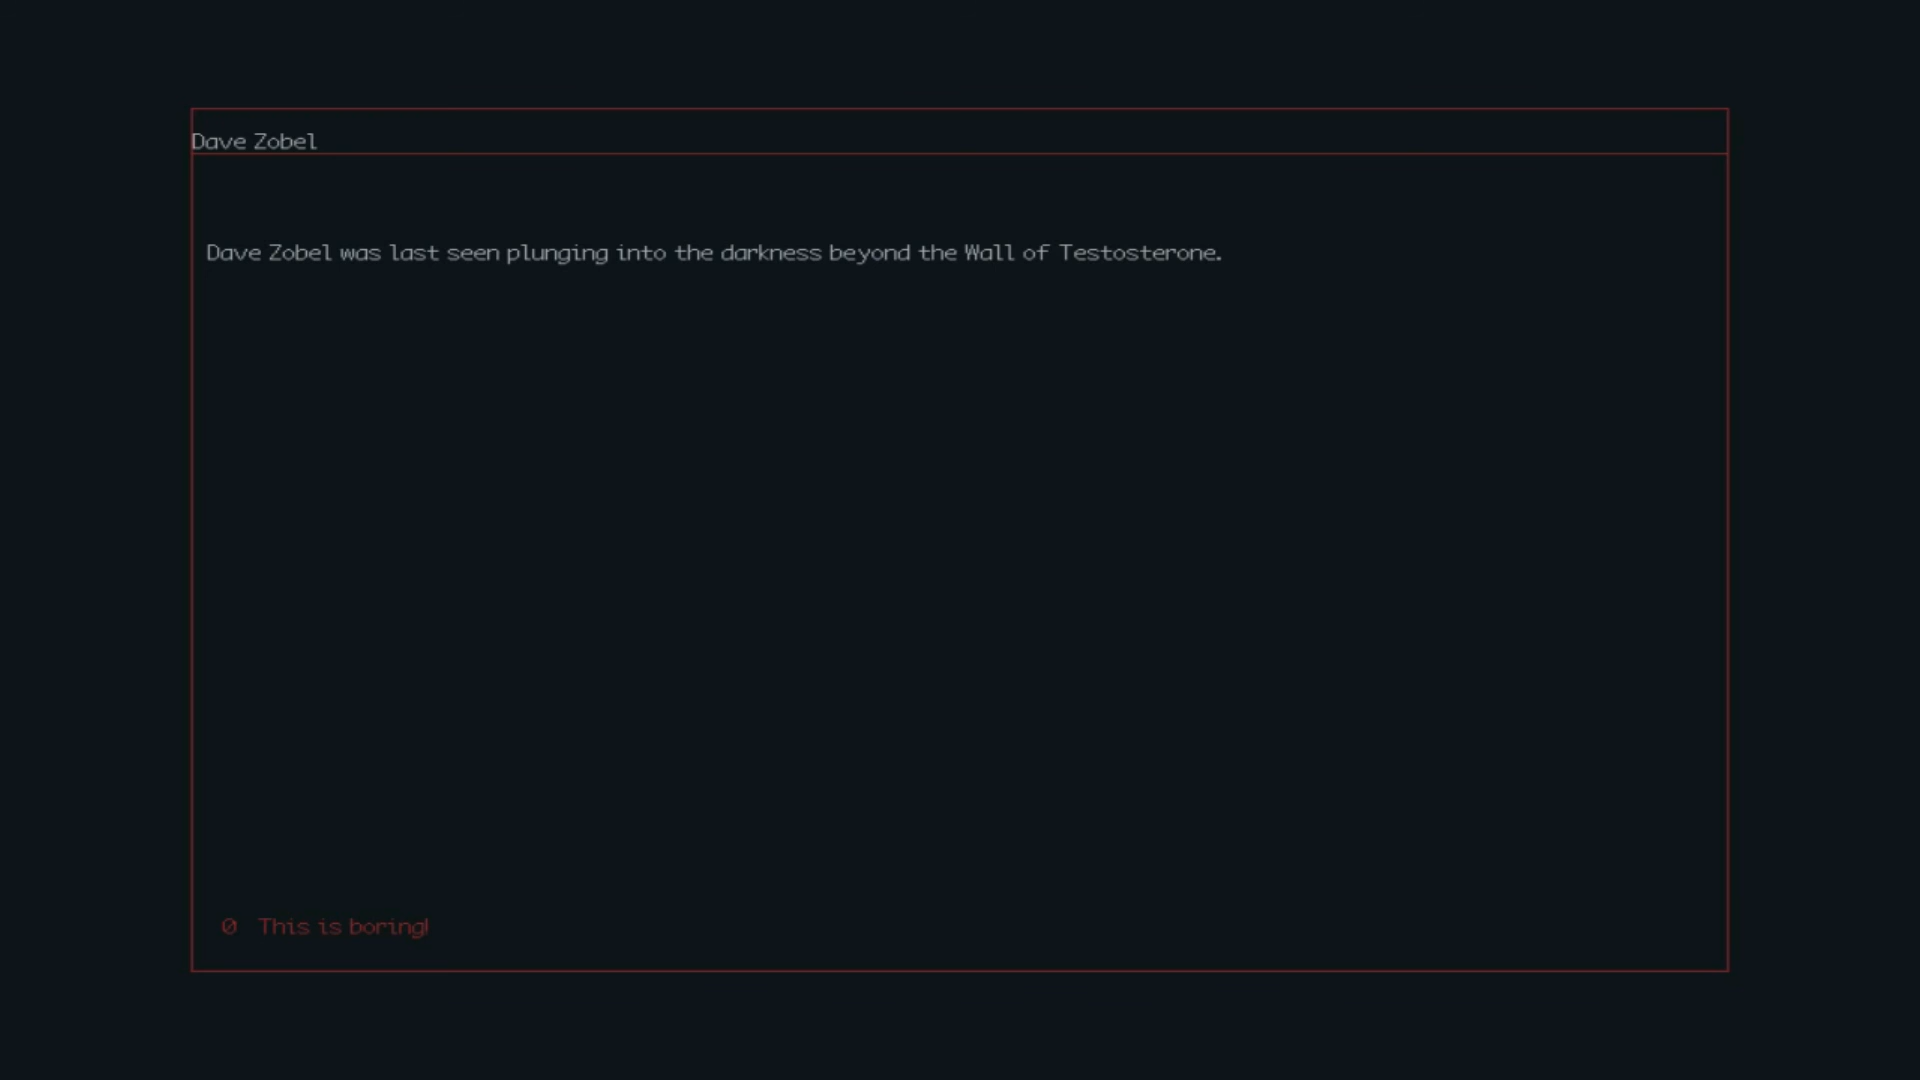 Dave Zobel
Dave Zobel was last seen plunging into the darkness beyond the Wall of Testosterone.
0 This is boring!